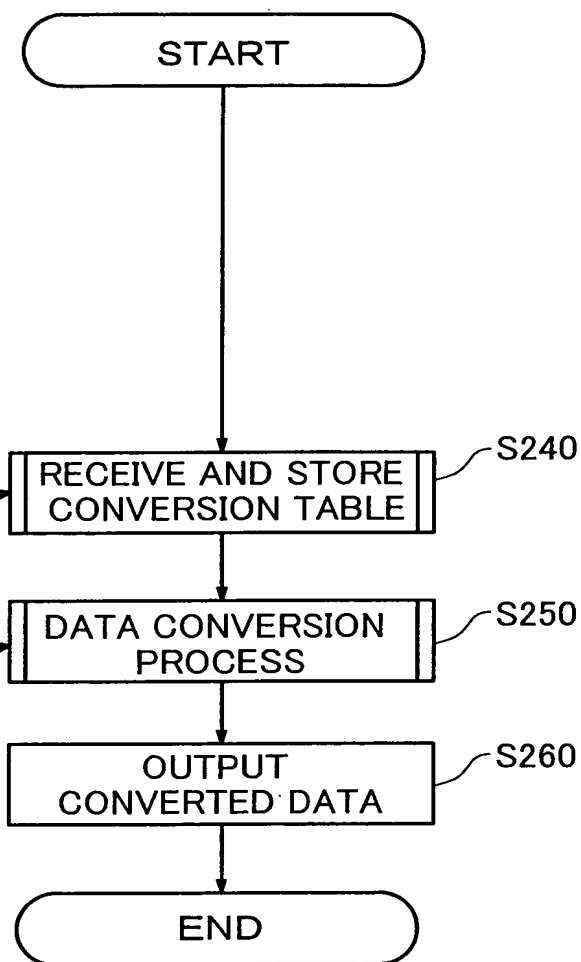 START
RECEIVE AND STORE
CONVERSION TABLE
S240
DATA CONVERSION
PROCESS
S250
OUTPUT
CONVERTED DATA
S260
END